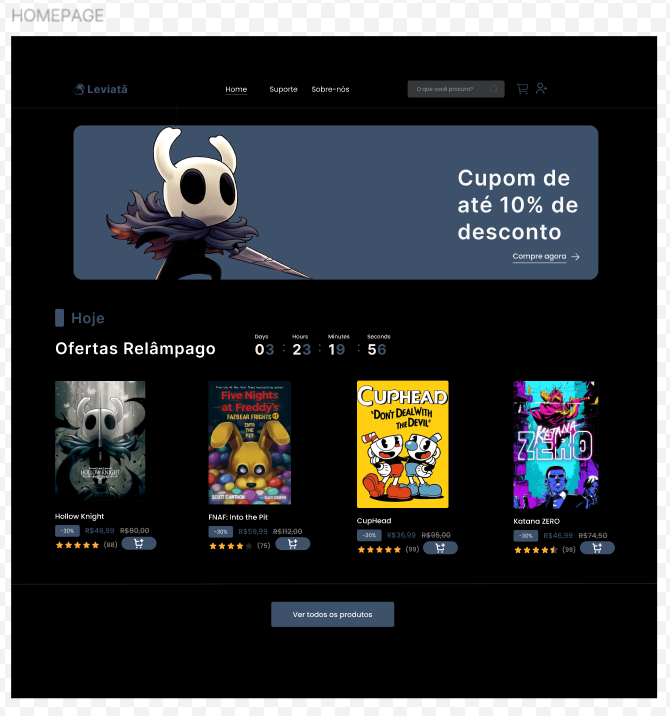 HOMEPAGE
Leviatã
Home Suporte Sobre-nós
O que você procura?
Cupom de
até 10% de
desconto
Compre agora
Hoje
Ofertas Relâmpago
Days Hours Minutes Seconds
03 : 23 : 19 : 56
HOLLOW KNIGHT
Five Nights
at Freddy's
FAZBEAR FRIGHTS #1
INTO
THE
PIT
SCOTT CAWTHON
CUPHEAD
"DON'T DEAL WITH
THE DEVIL"
KATANA
ZERO
Hollow Knight
-30% R$46,99 R$80,00
(88)
FNAF: Into the Pit
-30% R$59,99 R$112,00
(75)
CupHead
-30% R$36,99 R$95,00
(99)
Katana ZERO
-30% R$46,99 R$74,50
(99)
Ver todos os produtos